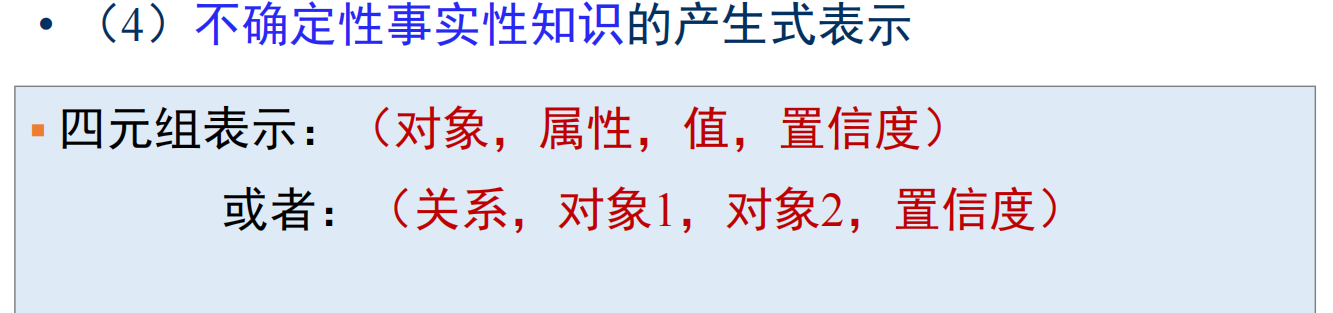 • （4）不确定性事实性知识的产生式表示
▪ 四元组表示：（对象，属性，值，置信度）
或者：（关系，对象1，对象2，置信度）